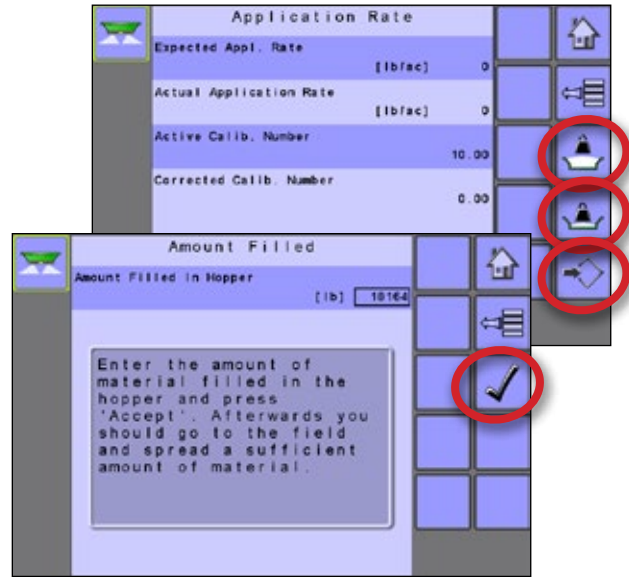 Application Rate
Expected Appl. Rate
[lb/ac] 0
Actual Application Rate
[lb/ac] 0
Active Calib. Number
10.00
Corrected Calib. Number
0.00
Amount Filled
Amount Filled in Hopper
[lb] 10164
Enter the amount of
material filled in the
hopper and press
'Accept'. Afterwards you
should go to the field
and spread a sufficient
amount of material.